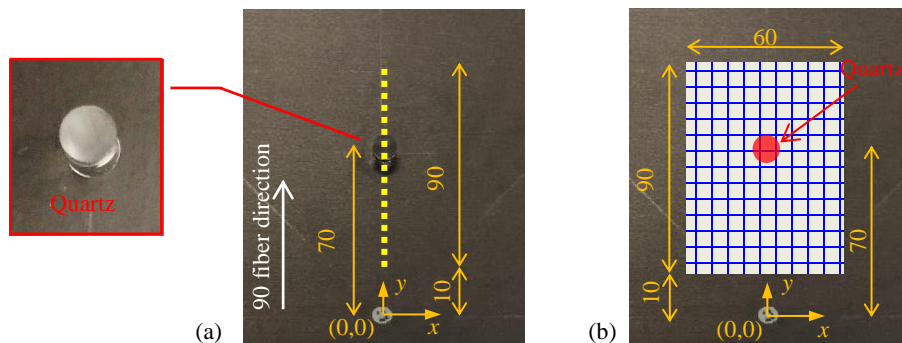 Quartz
90 fiber direction
70
90
10
y
x
(0,0)
(a)
60
Quartz
90
70
10
y
x
(0,0)
(b)